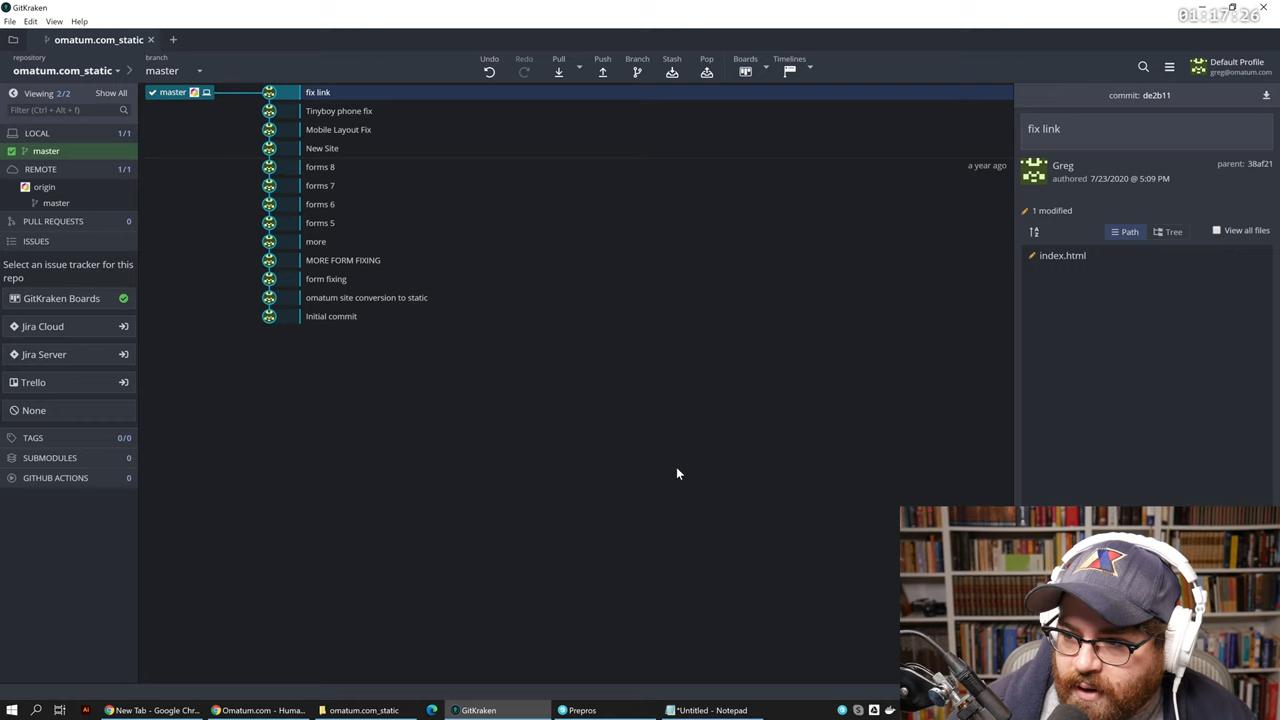 GitKraken
01:17:26
File Edit View Help
omatum.com_static
repository
omatum.com_static
branch
master
Undo Redo Pull Push Branch Stash Pop Boards Timelines
Default Profile
greg@omatum.com
Viewing 2/2 Show All
Filter (Ctrl + Alt + f)
LOCAL 1/1
master
REMOTE 1/1
origin
master
PULL REQUESTS 0
ISSUES
Select an issue tracker for this
repo
GitKraken Boards
Jira Cloud
Jira Server
Trello
None
TAGS 0/0
SUBMODULES 0
GITHUB ACTIONS 0
master
fix link
Tinyboy phone fix
Mobile Layout Fix
New Site
forms 8
a year ago
forms 7
forms 6
forms 5
more
MORE FORM FIXING
form fixing
omatum site conversion to static
Initial commit
commit: de2b11
fix link
Greg
authored 7/23/2020 @ 5:09 PM
parent: 38af21
1 modified
Path Tree View all files
index.html
New Tab - Google Chr...
Omatum.com - Huma...
omatum.com_static
GitKraken
Prepros
*Untitled - Notepad